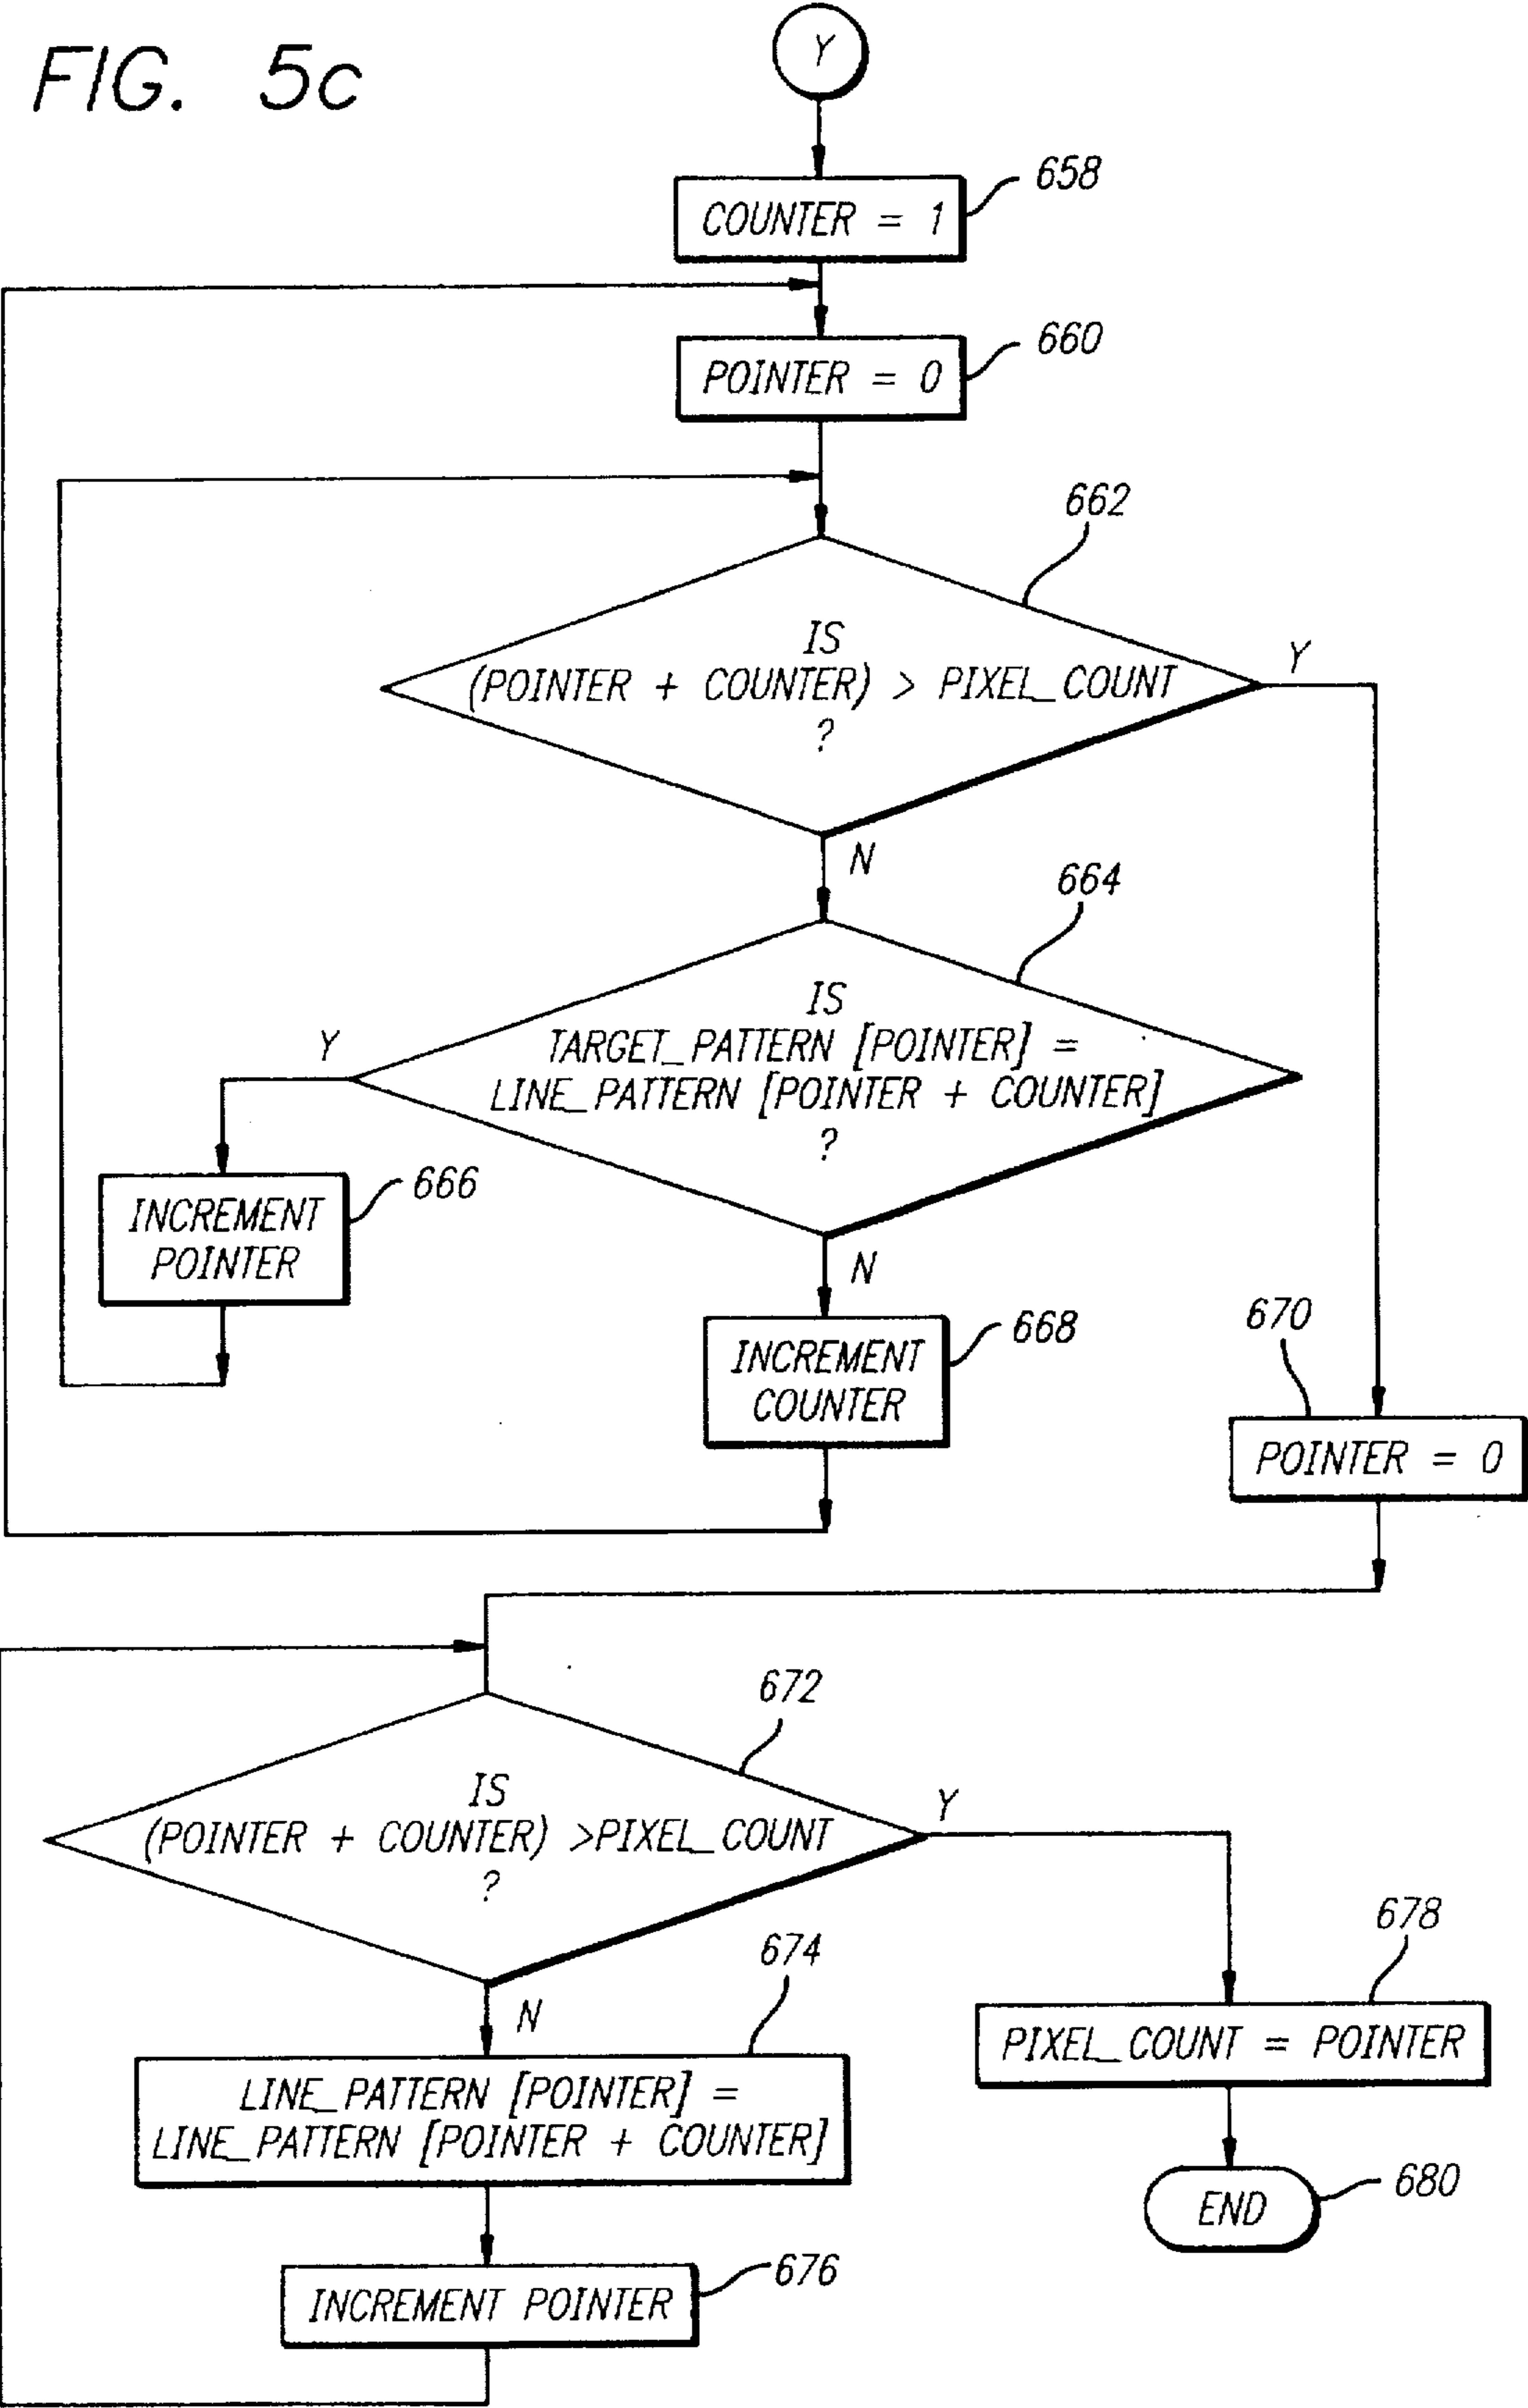 FIG. 5c
Y
658
COUNTER = 1
660
POINTER = 0
662
IS
(POINTER + COUNTER) > PIXEL_COUNT
?
Y
N
664
IS
TARGET_PATTERN [POINTER] =
LINE_PATTERN [POINTER + COUNTER]
?
Y
N
666
INCREMENT
POINTER
668
INCREMENT
COUNTER
670
POINTER = 0
672
IS
(POINTER + COUNTER) >PIXEL_COUNT
?
Y
N
674
LINE_PATTERN [POINTER] =
LINE_PATTERN [POINTER + COUNTER]
676
INCREMENT POINTER
678
PIXEL_COUNT = POINTER
680
END